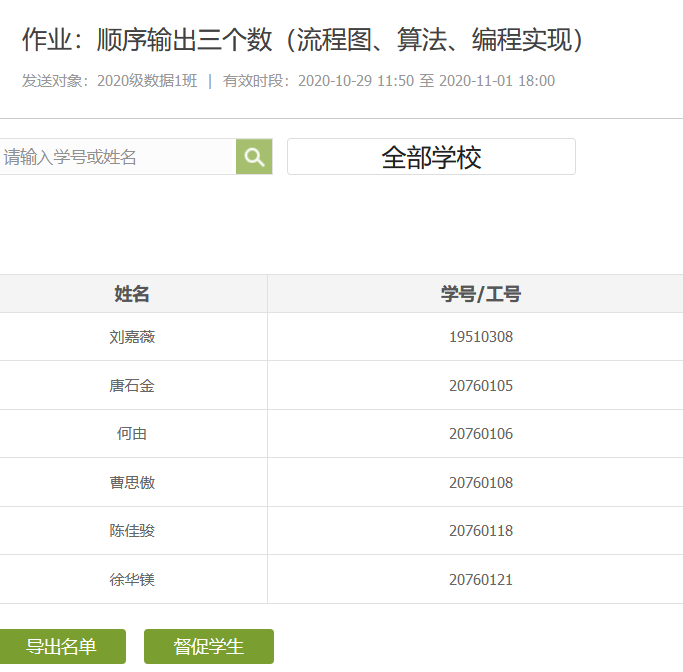 作业：顺序输出三个数（流程图、算法、编程实现）
发送对象：2020级数据1班 | 有效时段：2020-10-29 11:50 至 2020-11-01 18:00
请输入学号或姓名 全部学校
姓名 学号/工号
刘嘉薇 19510308
唐石金 20760105
何由 20760106
曹思傲 20760108
陈佳骏 20760118
徐华镁 20760121
导出名单 督促学生